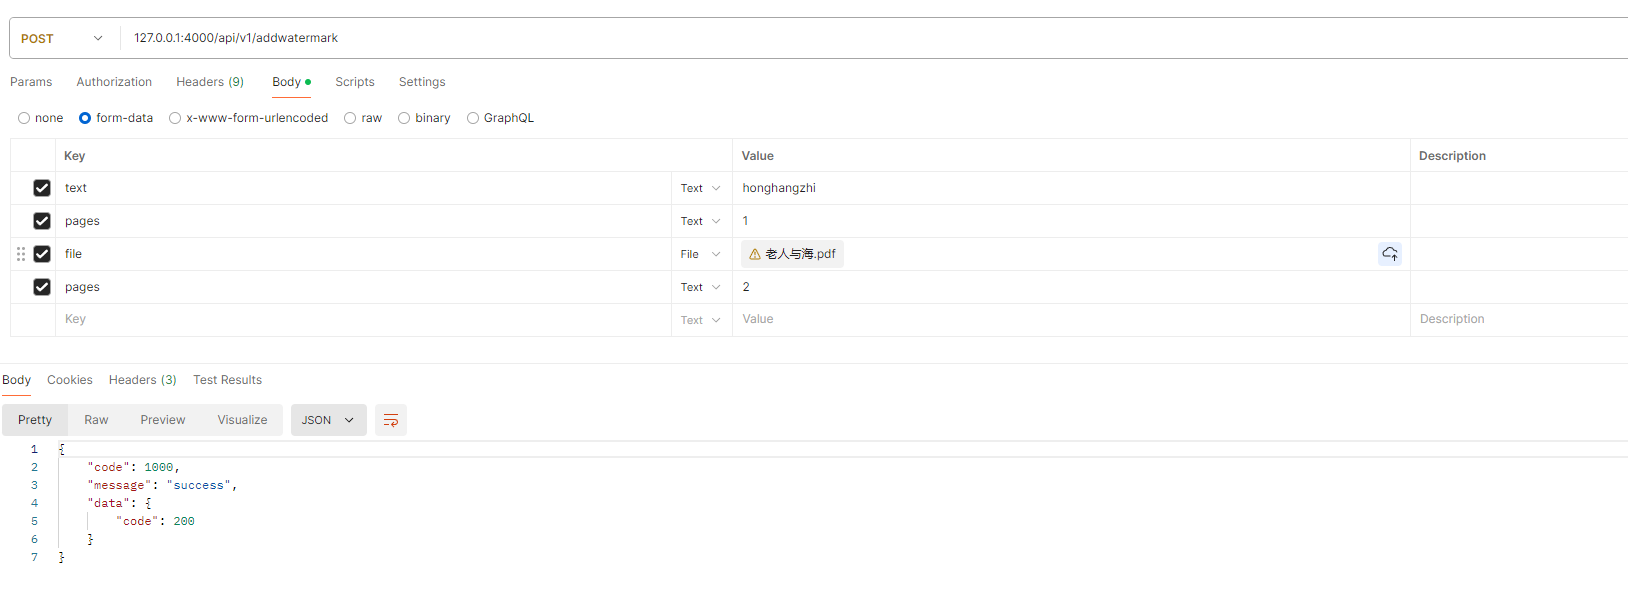 POST 127.0.0.1:4000/api/v1/addwatermark
Params Authorization Headers (9) Body Scripts Settings
none form-data x-www-form-urlencoded raw binary GraphQL
Key Value Description
text Text honghangzhi
pages Text 1
file File 老人与海.pdf
pages Text 2
Key Text Value Description
Body Cookies Headers (3) Test Results
Pretty Raw Preview Visualize JSON
1 {
2 "code": 1000,
3 "message": "success",
4 "data": {
5 "code": 200
6 }
7 }